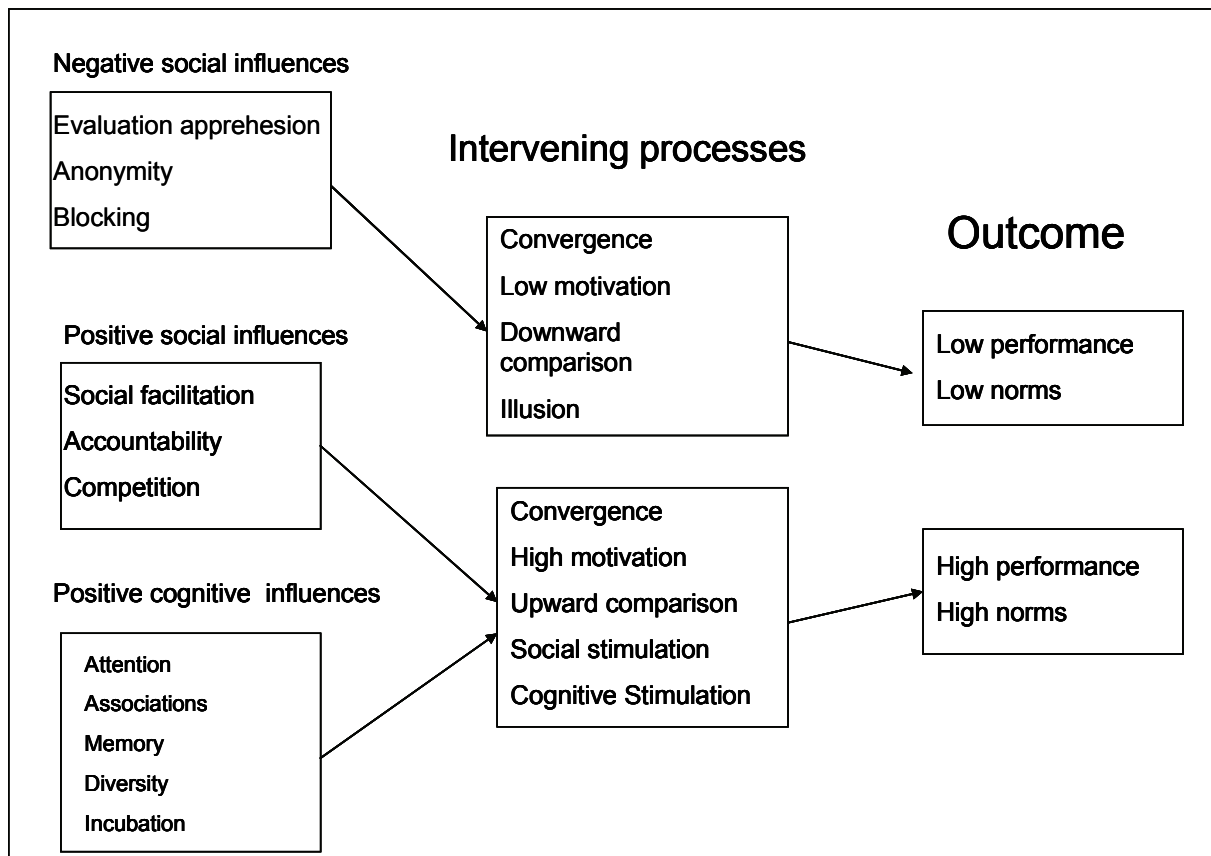 Negative social influences
Evaluation apprehesion
Anonymity
Blocking
Positive social influences
Social facilitation
Accountability
Competition
Positive cognitive  influences
Attention
Associations
Memory
Diversity
Incubation
Intervening processes
Convergence
Low motivation
Downward
comparison
Illusion
Convergence
High motivation
Upward comparison
Social stimulation
Cognitive Stimulation
Outcome
Low performance
Low norms
High performance
High norms